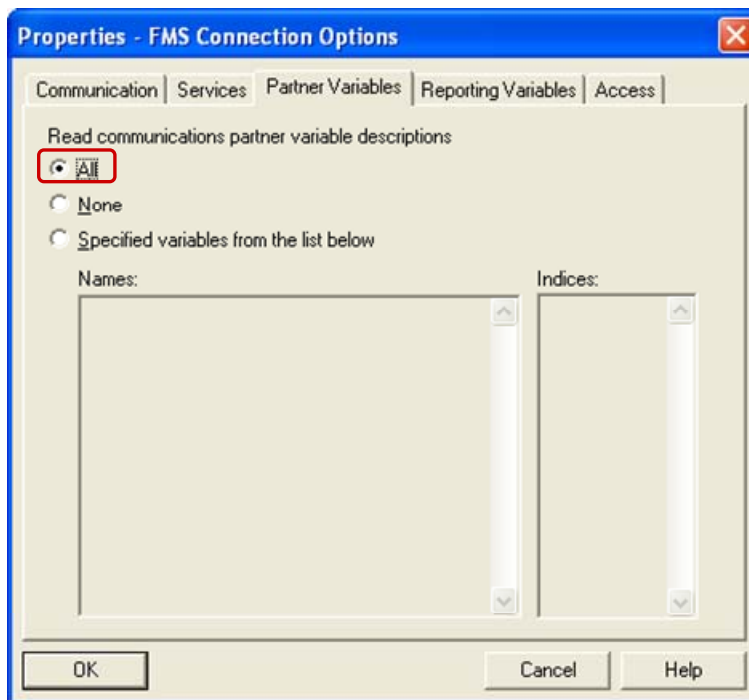 Properties - FMS Connection Options
Communication Services Partner Variables Reporting Variables Access
Read communications partner variable descriptions
All
None
Specified variables from the list below
Names: Indices:
OK Cancel Help